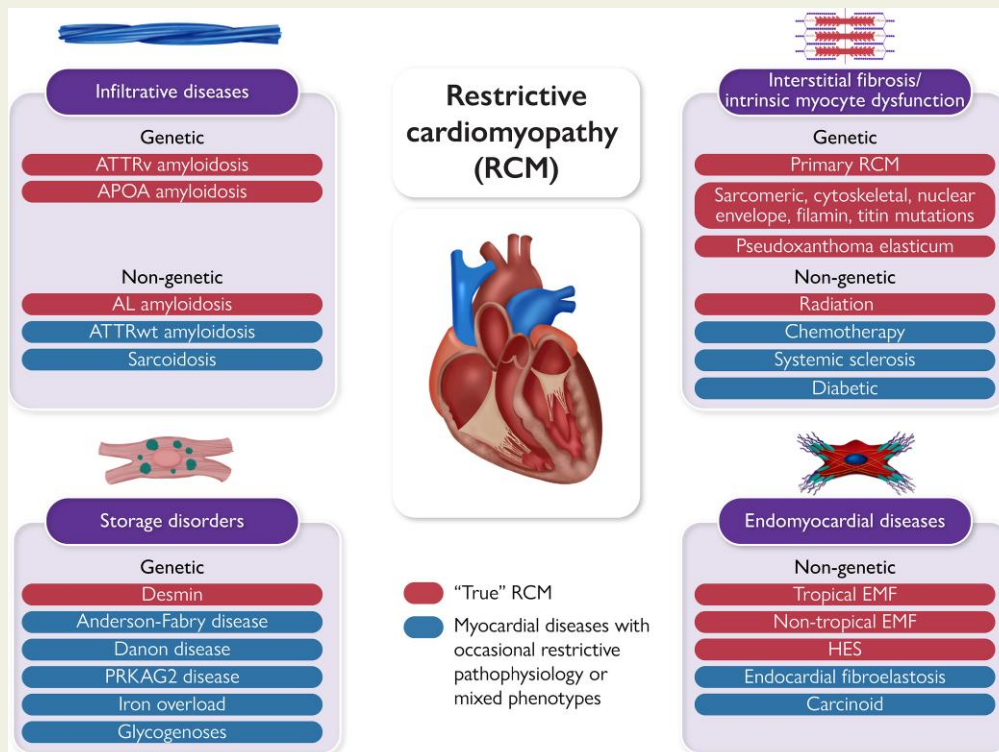 Infiltrative diseases
Genetic
ATTRv amyloidosis
APOA amyloidosis
Non-genetic
AL amyloidosis
ATTRwt amyloidosis
Sarcoidosis
Restrictive
cardiomyopathy
(RCM)
Interstitial fibrosis/
intrinsic myocyte dysfunction
Genetic
Primary RCM
Sarcomeric, cytoskeletal, nuclear
envelope, filamin, titin mutations
Pseudoxanthoma elasticum
Non-genetic
Radiation
Chemotherapy
Systemic sclerosis
Diabetic
Storage disorders
Genetic
Desmin
Anderson-Fabry disease
Danon disease
PRKAG2 disease
Iron overload
Glycogenoses
"True" RCM
Myocardial diseases with
occasional restrictive
pathophysiology or
mixed phenotypes
Endomyocardial diseases
Non-genetic
Tropical EMF
Non-tropical EMF
HES
Endocardial fibroelastosis
Carcinoid